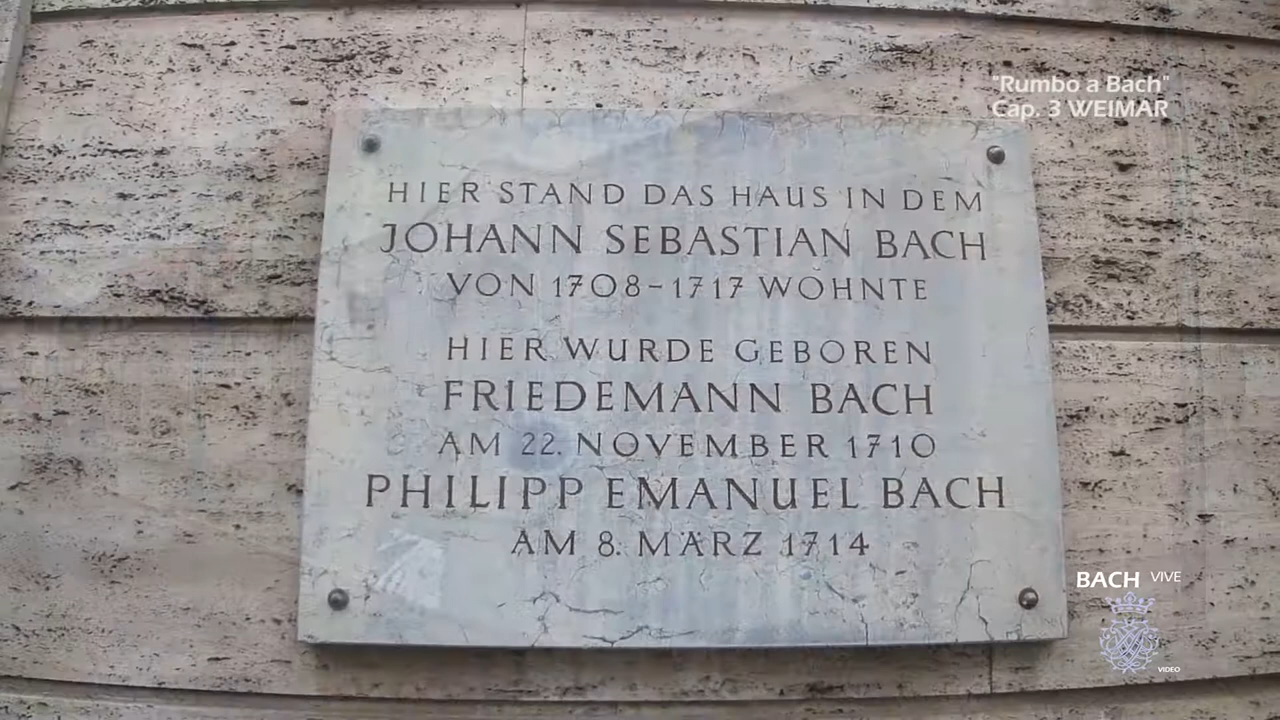 "Rumbo a Bach"
Cap. 3 WEIMAR
HIER STAND DAS HAUS IN DEM
JOHANN SEBASTIAN BACH
VON 1708-1717 WOHNTE
HIER WURDE GEBOREN
FRIEDEMANN BACH
AM 22. NOVEMBER 1710
PHILIPP EMANUEL BACH
AM 8. MÄRZ 1714
BACH VIVE
VIDEO